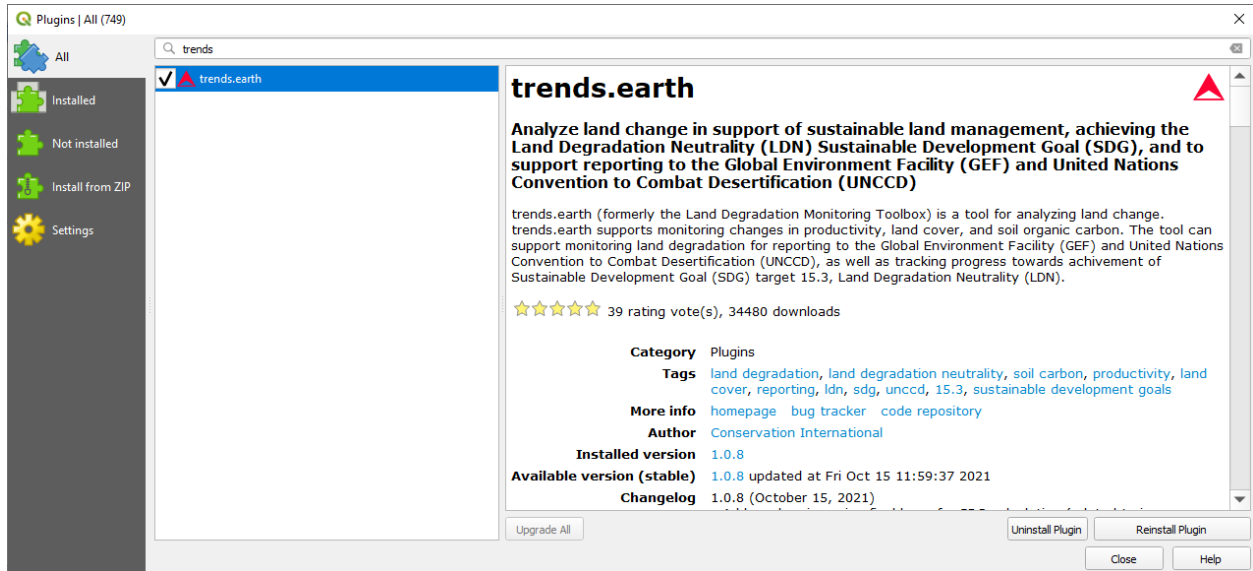 Plugins | All (749)
All
Installed
Not installed
Install from ZIP
Settings
trends
trends.earth
trends.earth
Analyze land change in support of sustainable land management, achieving the
Land Degradation Neutrality (LDN) Sustainable Development Goal (SDG), and to
support reporting to the Global Environment Facility (GEF) and United Nations
Convention to Combat Desertification (UNCCD)
trends.earth (formerly the Land Degradation Monitoring Toolbox) is a tool for analyzing land change.
trends.earth supports monitoring changes in productivity, land cover, and soil organic carbon. The tool can
support monitoring land degradation for reporting to the Global Environment Facility (GEF) and United Nations
Convention to Combat Desertification (UNCCD), as well as tracking progress towards achivement of
Sustainable Development Goal (SDG) target 15.3, Land Degradation Neutrality (LDN).
39 rating vote(s), 34480 downloads
Category Plugins
Tags land degradation, land degradation neutrality, soil carbon, productivity, land
cover, reporting, ldn, sdg, unccd, 15.3, sustainable development goals
More info homepage bug tracker code repository
Author Conservation International
Installed version 1.0.8
Available version (stable) 1.0.8 updated at Fri Oct 15 11:59:37 2021
Changelog 1.0.8 (October 15, 2021)
Upgrade All
Uninstall Plugin
Reinstall Plugin
Close
Help